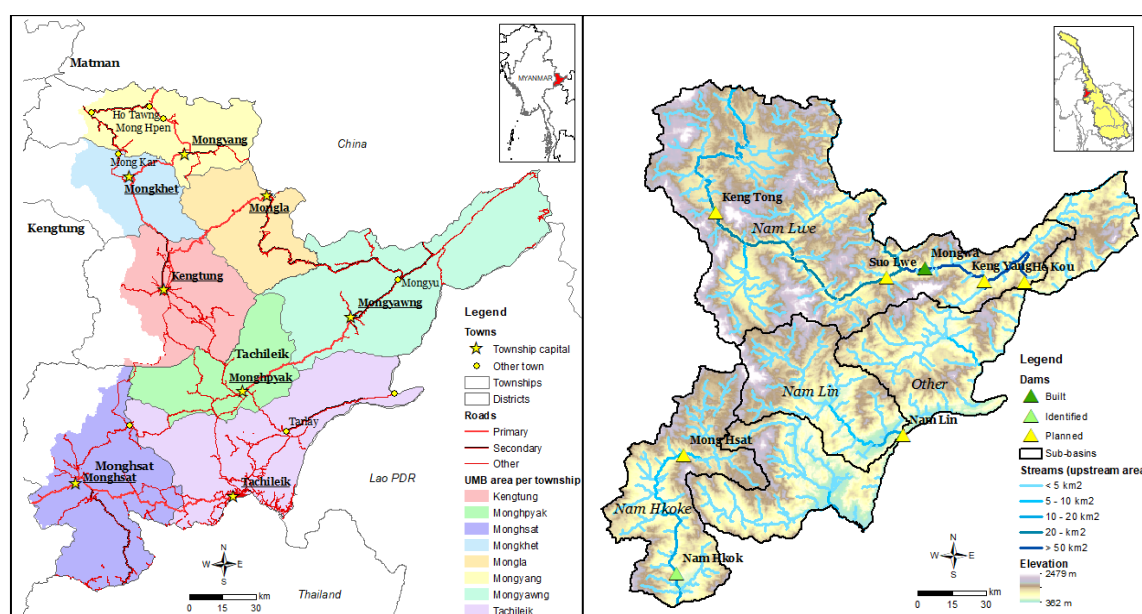 MYANMAR
Matman
Ho Tawng
Mong Hpen
Mongyang
China
Mong Kar
Mongkhet
Mongla
Kengtung
Kengtung
Mongyu
Mongyawng
Tachileik
Monghpyak
Tarlay
Monghsat
Monghsat
Tachileik
Lao PDR
Thailand
N
W E
S
0 15 30
km
Legend
Towns
Township capital
Other town
Townships
Districts
Roads
Primary
Secondary
Other
UMB area per township
Kengtung
Monghpyak
Monghsat
Mongkhet
Mongla
Mongyang
Mongyawng
Tachileik
Keng Tong
Nam Lwe
Suo Lwe
Mongwa
Keng Yang
He Kou
Nam Lin
Other
Nam Lin
Mong Hsat
Nam Hkoke
Nam Hkok
N
W E
S
0 15 30
km
Legend
Dams
Built
Identified
Planned
Sub-basins
Streams (upstream area)
< 5 km2
5 - 10 km2
10 - 20 km2
20 - km2
> 50 km2
Elevation
2479 m
362 m